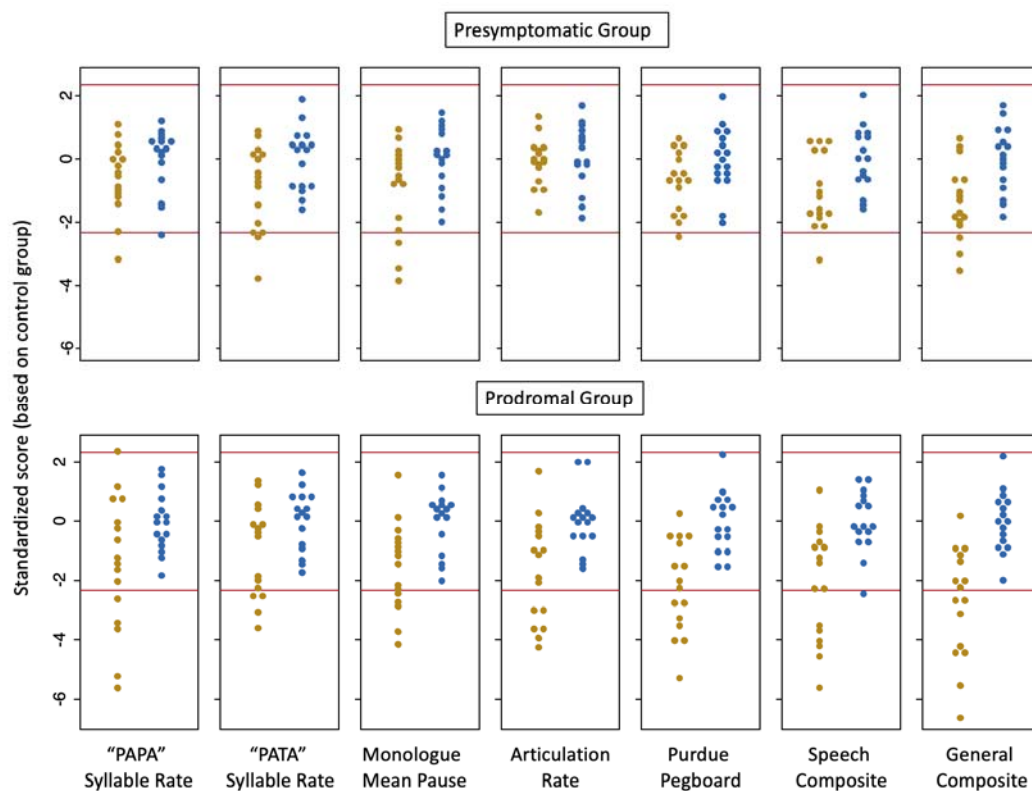 Presymptomatic Group
2
0
-2
-4
-6
Standardized score (based on control group)
Prodromal Group
2
0
-2
-4
-6
"PAPA" Syllable Rate
"PATA" Syllable Rate
Monologue Mean Pause
Articulation Rate
Purdue Pegboard
Speech Composite
General Composite